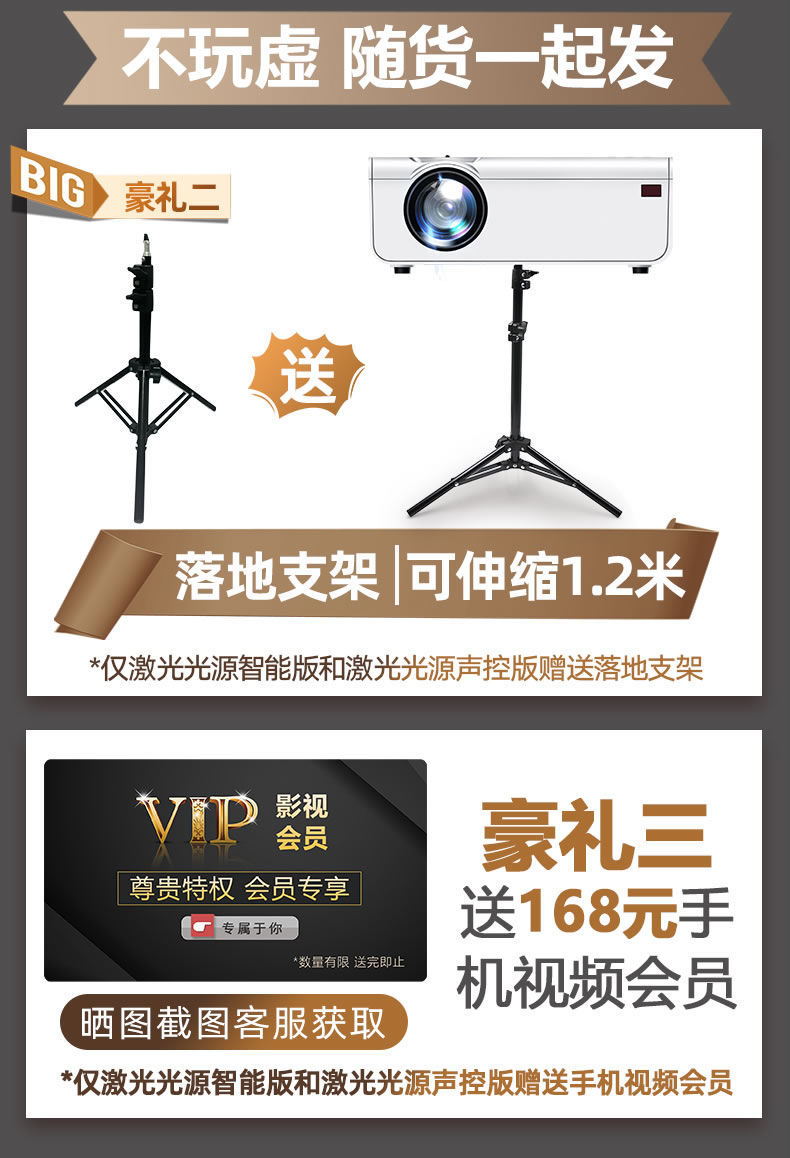 不玩虚 随货一起发
BIG
豪礼二
送
落地支架|可伸缩1.2米
*仅激光光源智能版和激光光源声控版赠送落地支架
VIP 影视
会员
尊贵特权 会员专享
专属于你
*数量有限 送完即止
晒图截图客服获取
豪礼三
送168元手
机视频会员
*仅激光光源智能版和激光光源声控版赠送手机视频会员